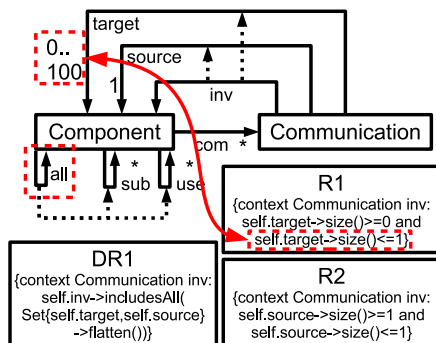 target
0..
100
source
1
inv
Component
Communication
com *
all
*
sub
*
use
R1
{context Communication inv:
self.target->size()>=0 and
self.target->size()<=1}
DR1
{context Communication inv:
self.inv->includesAll(
Set{self.target,self.source}
->flatten())}
R2
{context Communication inv:
self.source->size()>=1 and
self.source->size()<=1}